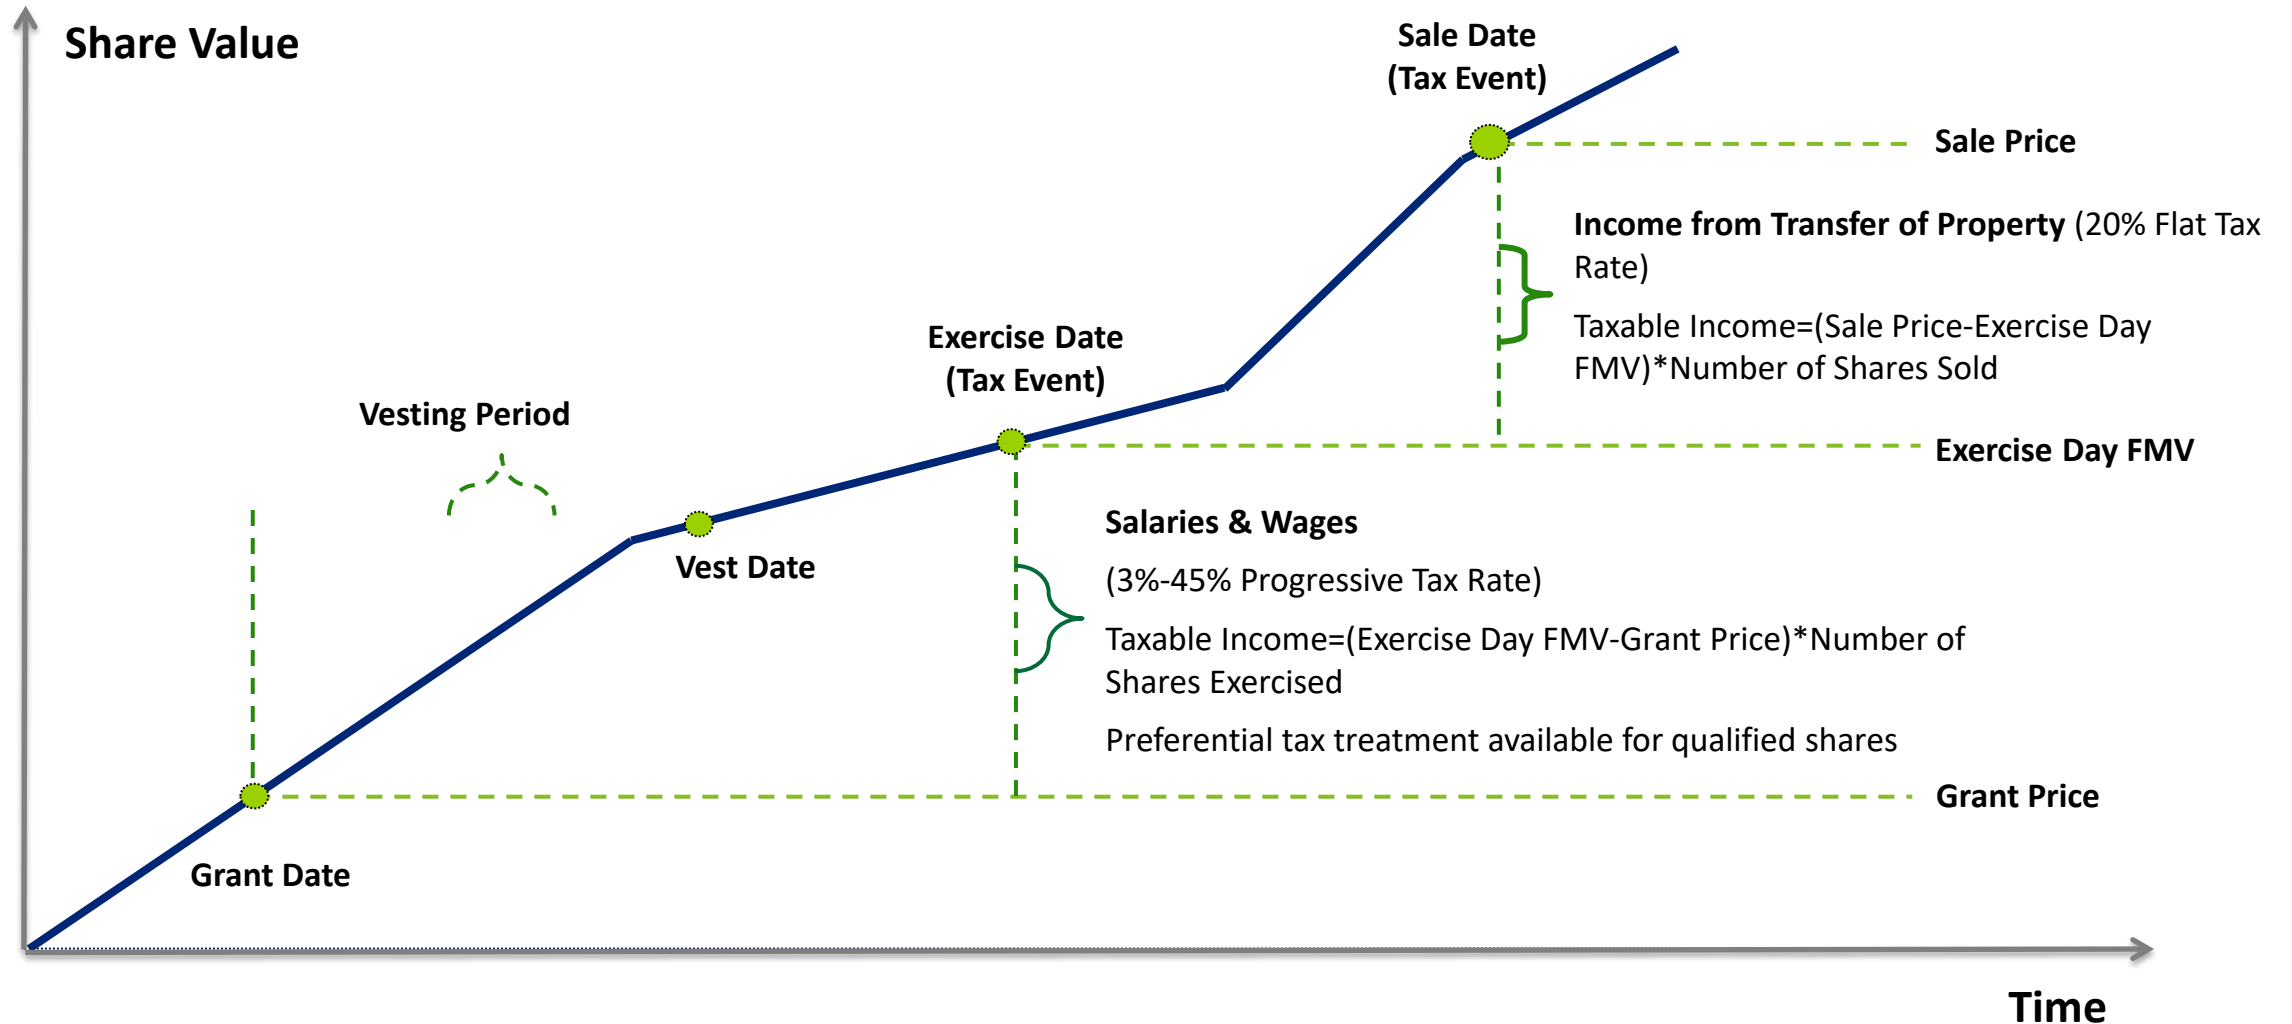 Share Value
Sale Date
(Tax Event)
Sale Price
Income from Transfer of Property (20% Flat Tax
Rate)
Taxable Income=(Sale Price-Exercise Day
FMV)*Number of Shares Sold
Exercise Date
(Tax Event)
Vesting Period
Exercise Day FMV
Salaries & Wages
(3%-45% Progressive Tax Rate)
Taxable Income=(Exercise Day FMV-Grant Price)*Number of
Shares Exercised
Preferential tax treatment available for qualified shares
Vest Date
Grant Price
Grant Date
Time